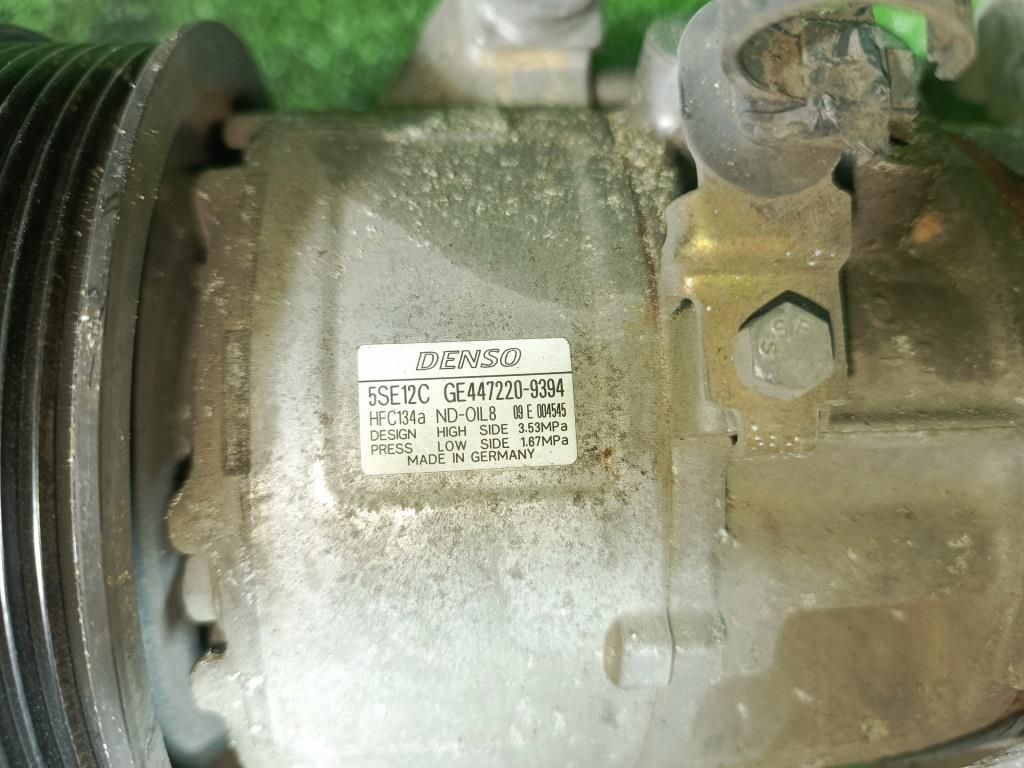 DENSO
5SE12C GE447220-9394
HFC134a ND-OIL8 09 E 004545
DESIGN HIGH SIDE 3.53MPa
PRESS LOW SIDE 1.67MPa
MADE IN GERMANY